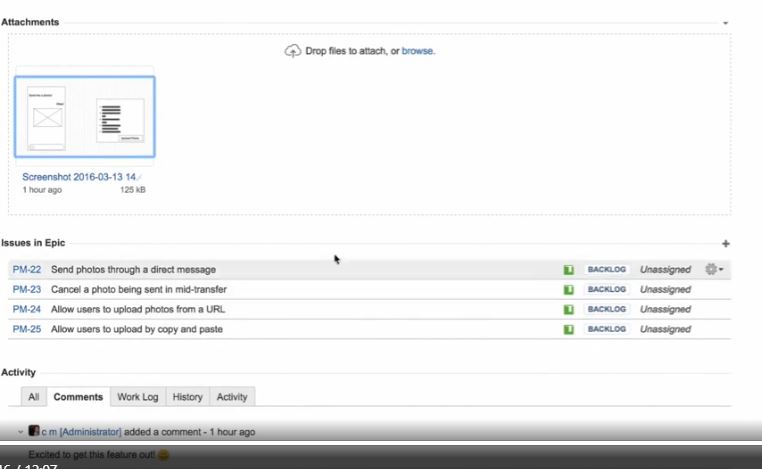 Attachments
Drop files to attach, or browse.
Screenshot 2016-03-13 14
1 hour ago 125 kB
Issues in Epic
PM-22 Send photos through a direct message BACKLOG Unassigned
PM-23 Cancel a photo being sent in mid-transfer BACKLOG Unassigned
PM-24 Allow users to upload photos from a URL BACKLOG Unassigned
PM-25 Allow users to upload by copy and paste BACKLOG Unassigned
Activity
All Comments Work Log History Activity
c m [Administrator] added a comment - 1 hour ago
Excited to get this feature out!
/ 12:07